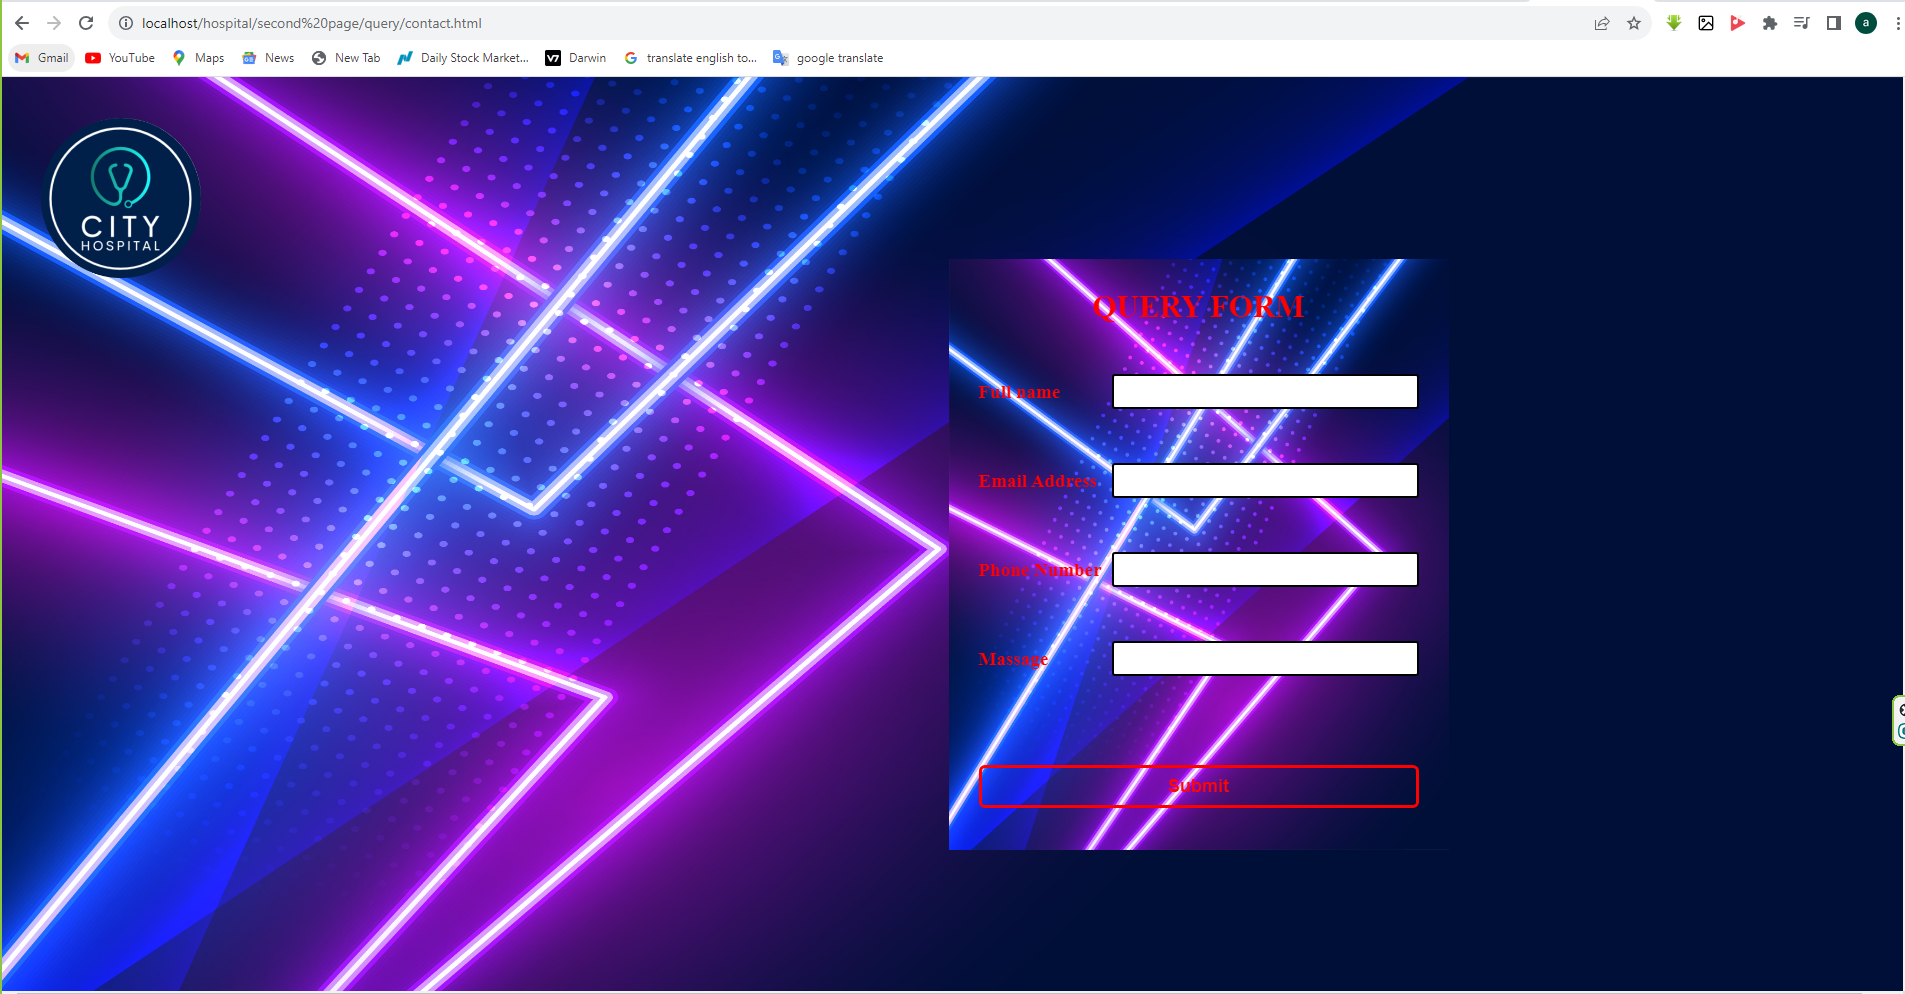 localhost/hospital/second%20page/query/contact.html
a
Gmail YouTube Maps News New Tab Daily Stock Market... Darwin translate english to... google translate
CITY
HOSPITAL
QUERY FORM
Full name
Email Address
Phone Number
Massage
Submit